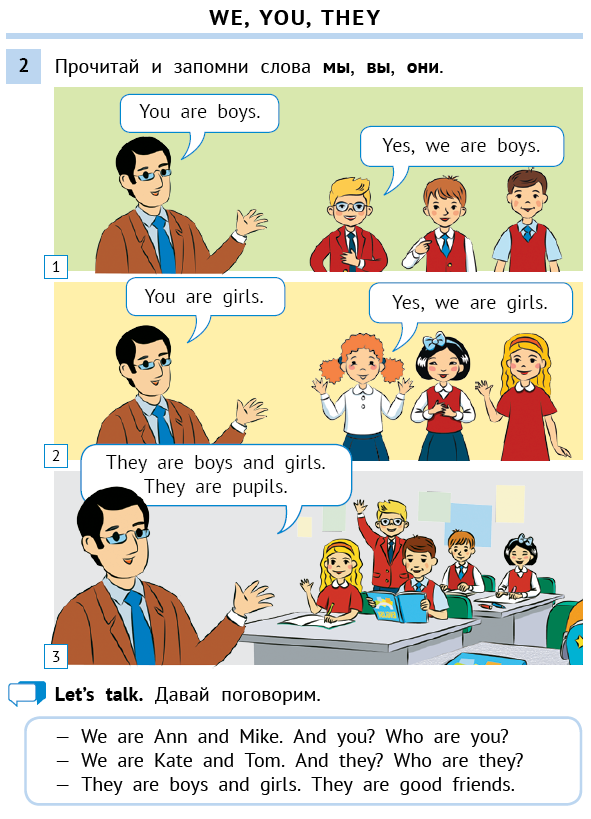 WE, YOU, THEY
2 Прочитай и запомни слова мы, вы, они.
You are boys.
Yes, we are boys.
1
You are girls.
Yes, we are girls.
2
They are boys and girls.
They are pupils.
3
Let's talk. Давай поговорим.
— We are Ann and Mike. And you? Who are you?
— We are Kate and Tom. And they? Who are they?
— They are boys and girls. They are good friends.